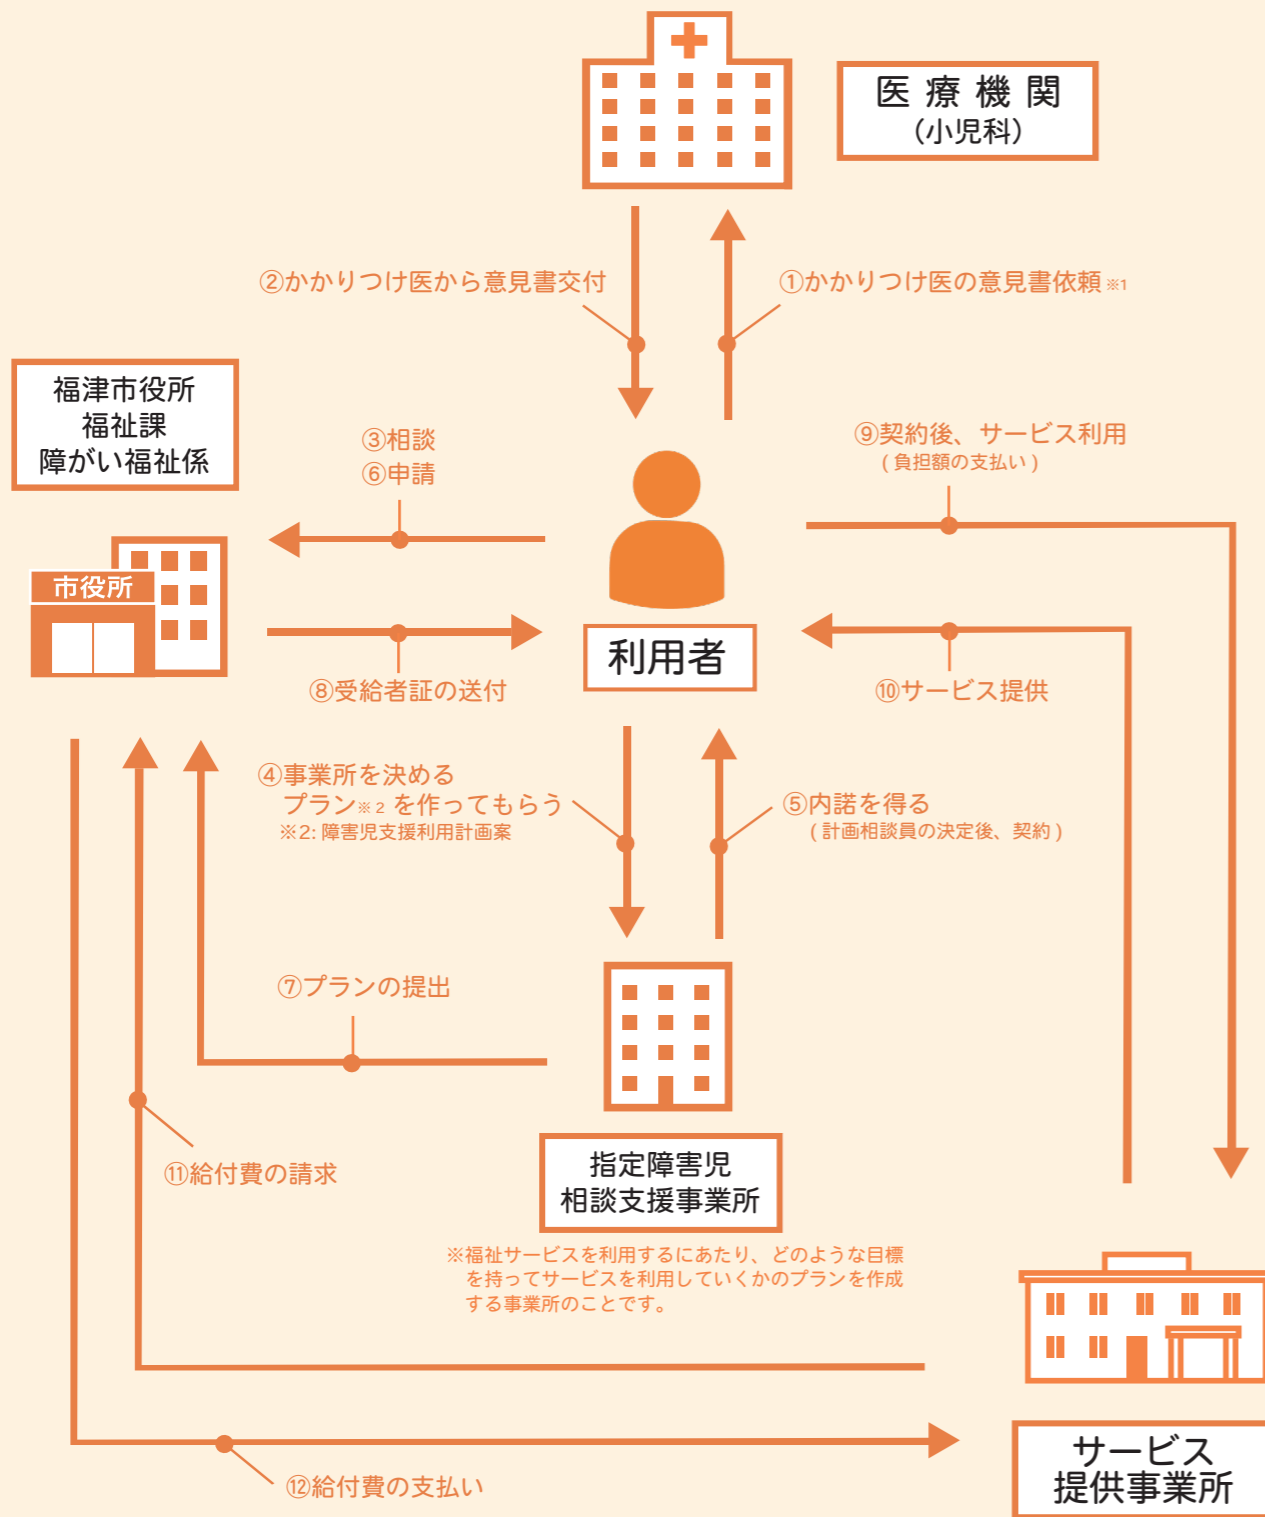 医療機関
（小児科）
②かかりつけ医から意見書交付
①かかりつけ医の意見書依頼※1
福津市役所
福祉課
障がい福祉係
③相談
⑥申請
⑨契約後、サービス利用
(負担額の支払い)
市役所
利用者
⑧受給者証の送付
⑩サービス提供
④事業所を決める
プラン※2 を作ってもらう
※2: 障害児支援利用計画案
⑤内諾を得る
(計画相談員の決定後、契約)
⑦プランの提出
⑪給付費の請求
指定障害児
相談支援事業所
※福祉サービスを利用するにあたり、どのような目標
を持ってサービスを利用していくかのプランを作成
する事業所のことです。
サービス
提供事業所
⑫給付費の支払い